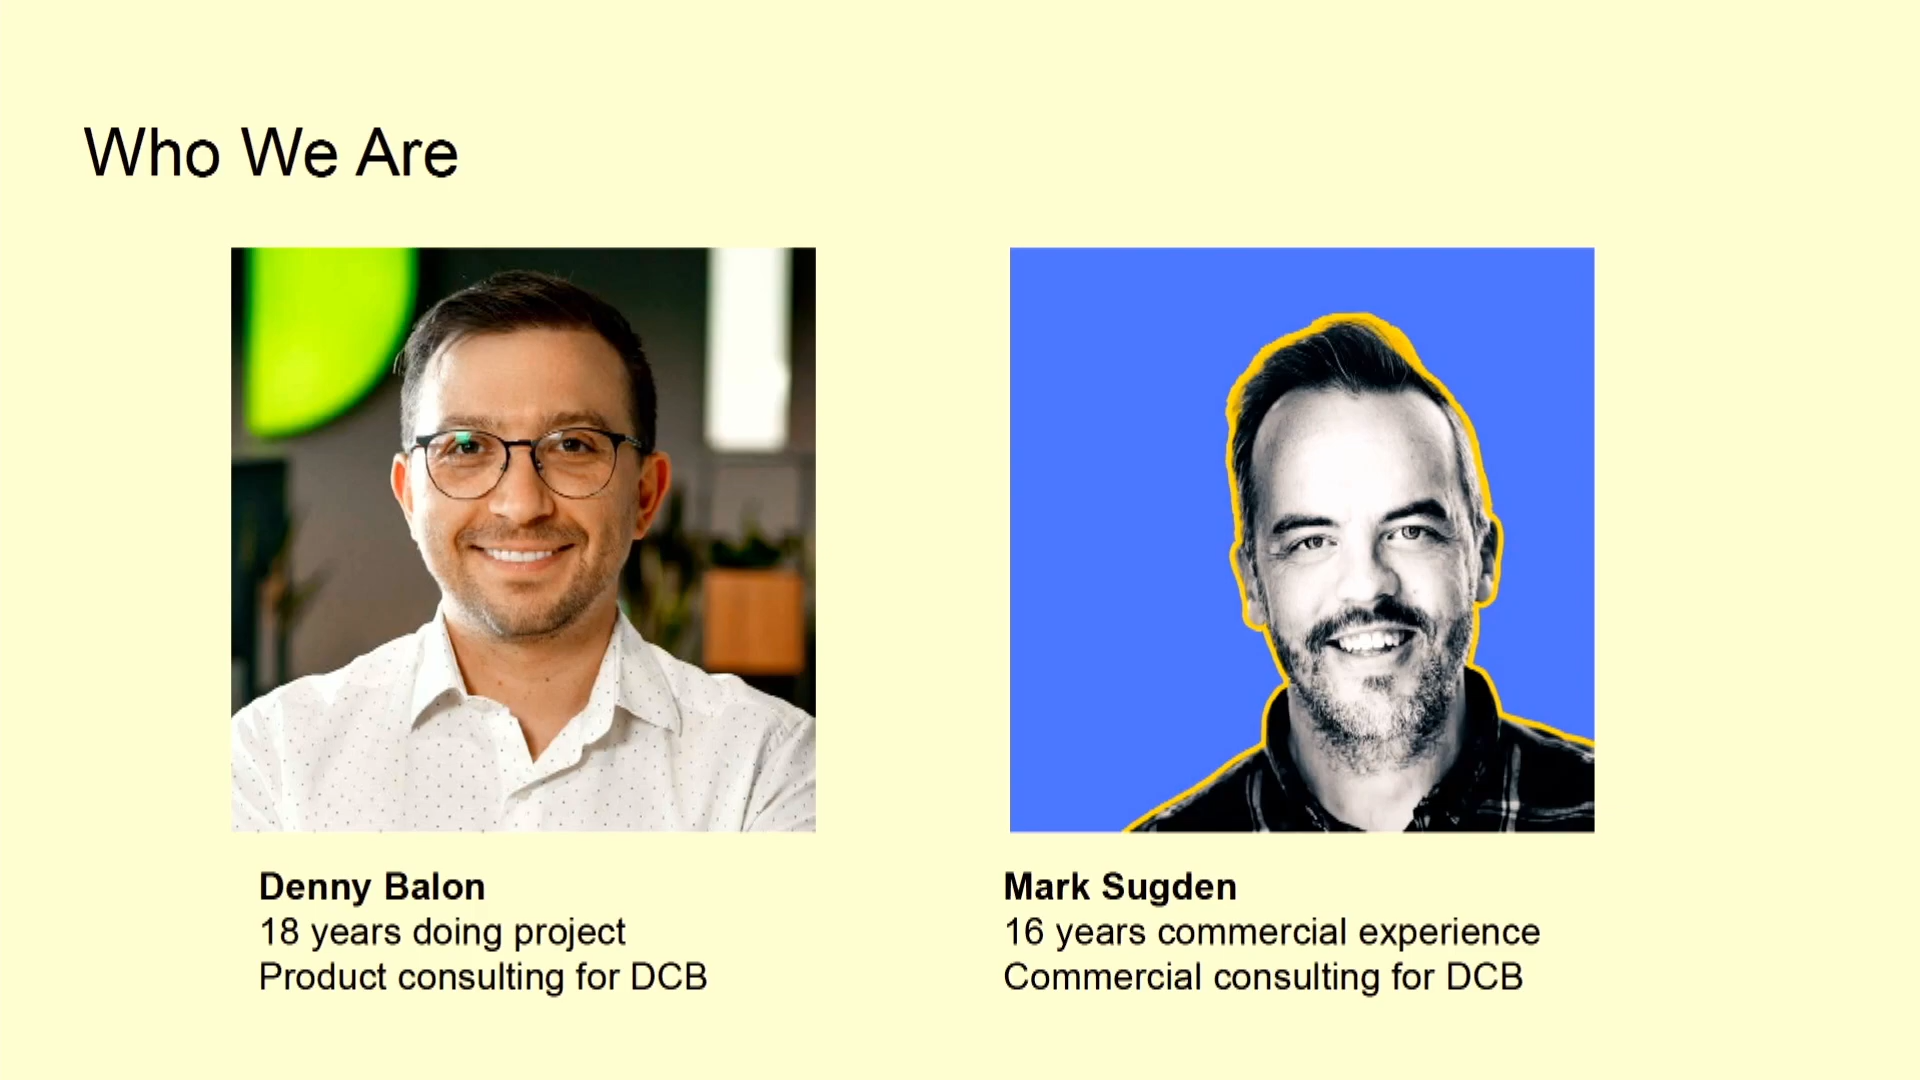 Who We Are
Denny Balon
18 years doing project
Product consulting for DCB
Mark Sugden
16 years commercial experience
Commercial consulting for DCB